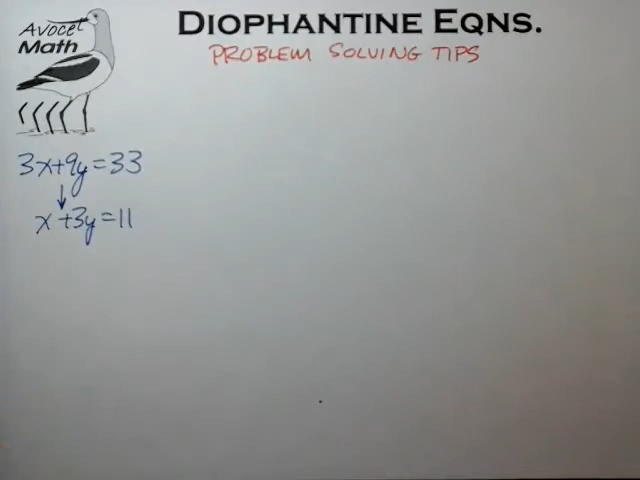 Avocet
Math
DIOPHANTINE EQNS.
PROBLEM SOLVING TIPS
3x+9y=33
x+3y=11